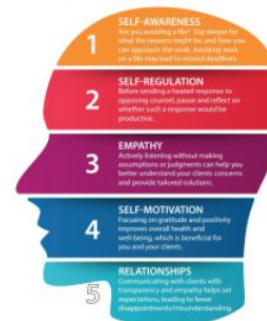 SELF-AWARENESS
1
Are you avoiding a file? Dig deeper for
what the reasons might be, and how you
can approach the work. Avoiding work
on a file may lead to missed deadlines.
SELF-REGULATION
2
Before sending a heated response to
opposing counsel, pause and reflect on
whether such a response would be
productive.
EMPATHY
3
Actively listening without making
assumptions or judgments can help you
better understand your clients concerns
and provide tailored solutions.
SELF-MOTIVATION
4
Focusing on gratitude and positivity
improves overall health and
well-being, which is beneficial for
you and your clients.
RELATIONSHIPS
5
Communicating with clients with
transparency and empathy helps set
expectations, leading to fewer
disappointments/misunderstanding.